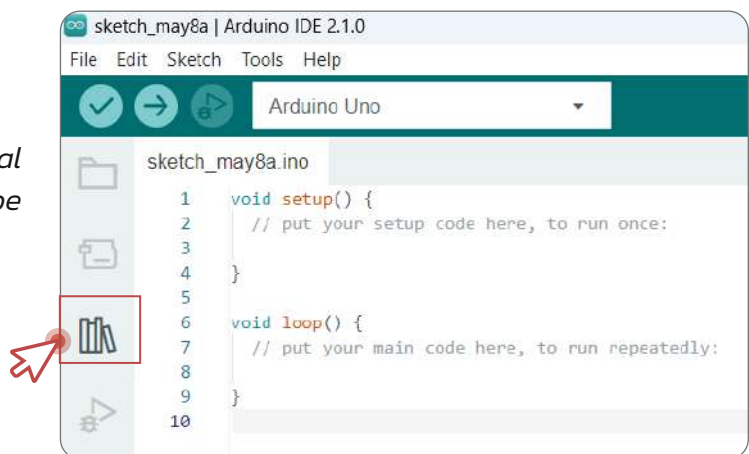 sketch_may8a | Arduino IDE 2.1.0
File Edit Sketch Tools Help
Arduino Uno
al
be
sketch_may8a.ino
1 void setup() {
2 // put your setup code here, to run once:
3
4 }
5
6 void loop() {
7 // put your main code here, to run repeatedly:
8
9 }
10